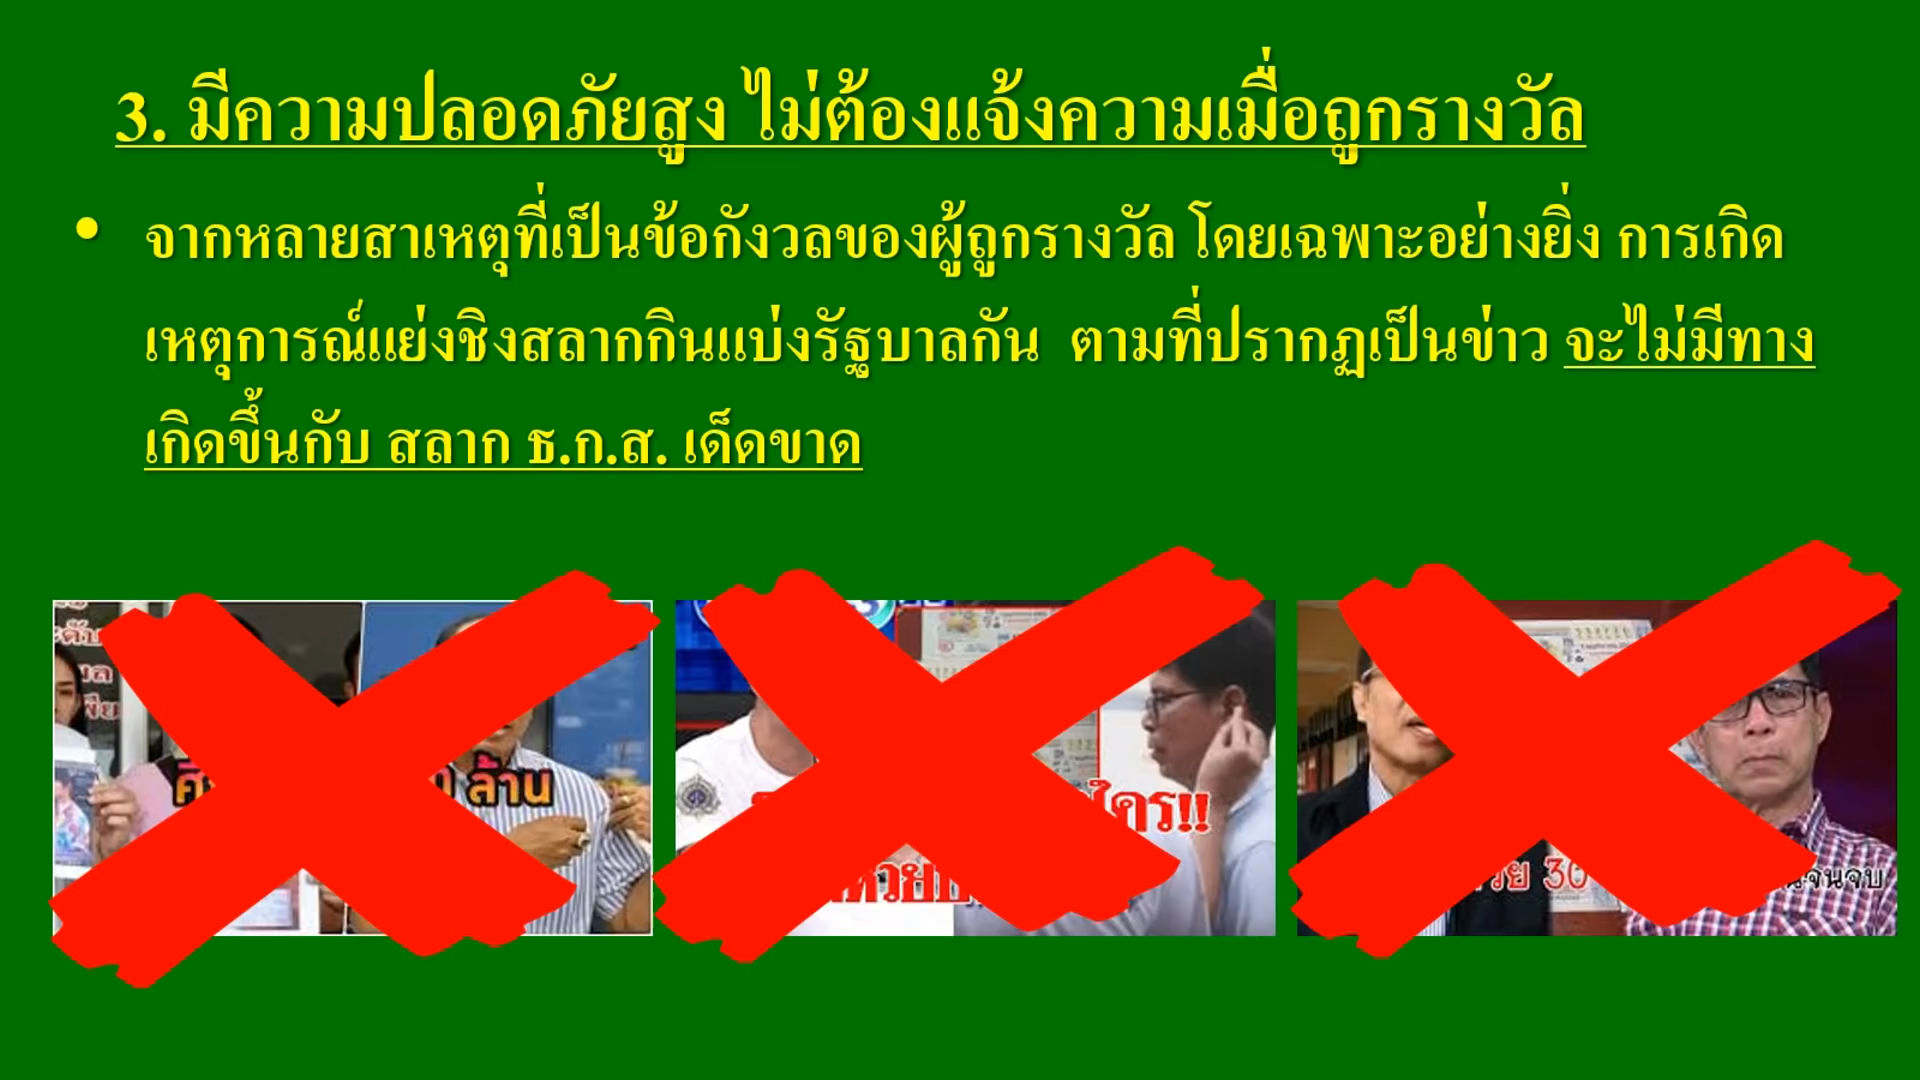 3. มีความปลอดภัยสูง ไม่ต้องแจ้งความเมื่อถูกรางวัล
• จากหลายสาเหตุที่เป็นข้อกังวลของผู้ถูกรางวัล โดยเฉพาะอย่างยิ่ง การเกิด
เหตุการณ์แย่งชิงสลากกินแบ่งรัฐบาลกัน ตามที่ปรากฏเป็นข่าว จะไม่มีทาง
เกิดขึ้นกับ สลาก ธ.ก.ส. เด็ดขาด
ล้าน
ใคร!!
30